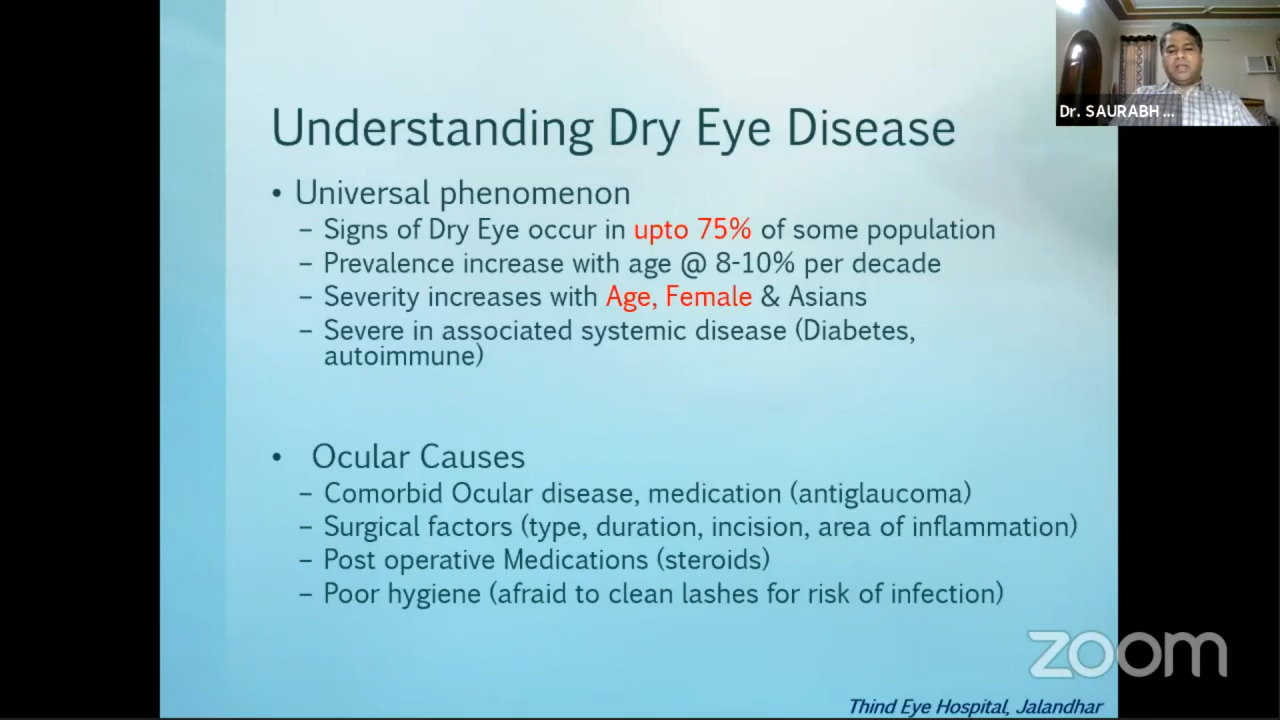 Understanding Dry Eye Disease
• Universal phenomenon
– Signs of Dry Eye occur in upto 75% of some population
– Prevalence increase with age @ 8-10% per decade
– Severity increases with Age, Female & Asians
– Severe in associated systemic disease (Diabetes,
autoimmune)
• Ocular Causes
– Comorbid Ocular disease, medication (antiglaucoma)
– Surgical factors (type, duration, incision, area of inflammation)
– Post operative Medications (steroids)
– Poor hygiene (afraid to clean lashes for risk of infection)
Thind Eye Hospital, Jalandhar
Dr. SAURABH ...
zoom